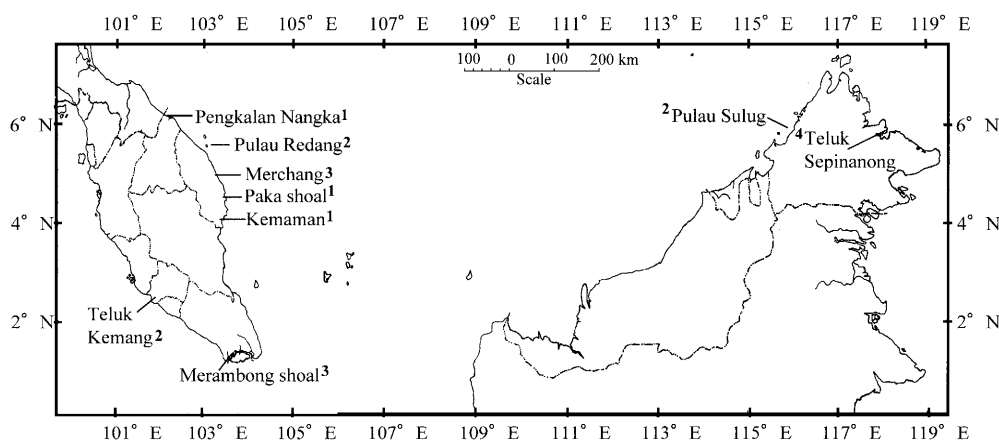 101° E 103° E 105° E 107° E 109° E 111° E 113° E 115° E 117° E 119° E
100 0 100 200 km
Scale
Pengkalan Nangka1
2Pulau Sulug
6° N
6° N
4Teluk
Sepinanong
Pulau Redang2
Merchang3
Paka shoal1
Kemaman1
4° N
4° N
Teluk
Kemang2
2° N
2° N
Merambong shoal3
101° E 103° E 105° E 107° E 109° E 111° E 113° E 115° E 117° E 119° E